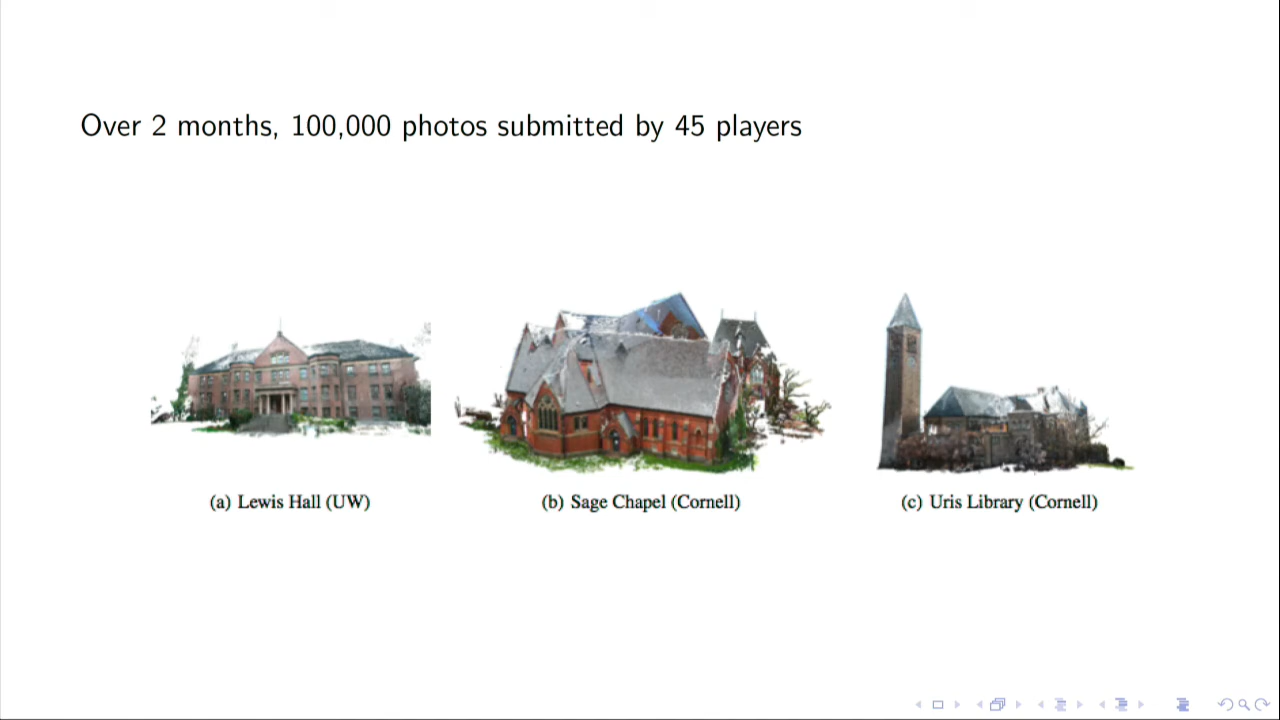 Over 2 months, 100,000 photos submitted by 45 players
(a) Lewis Hall (UW)
(b) Sage Chapel (Cornell)
(c) Uris Library (Cornell)